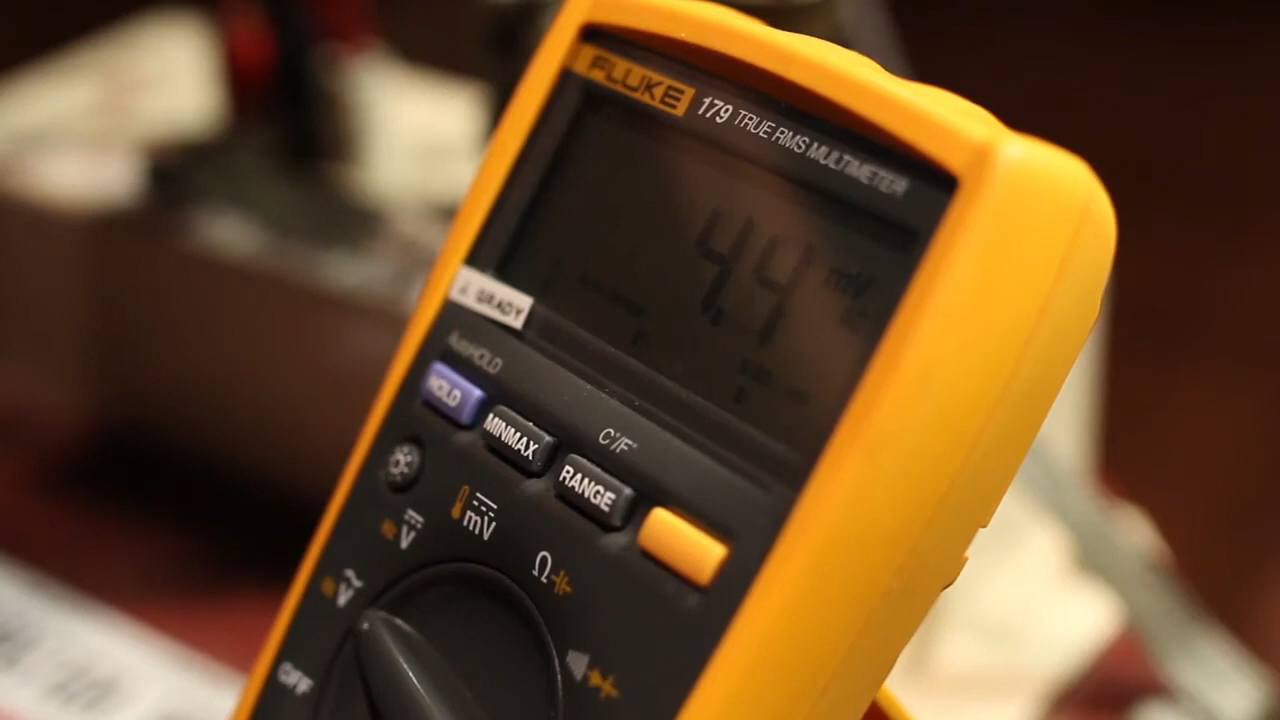 FLUKE 179 TRUE RMS MULTIMETER
4.4 mV
J. GRADY
AutoHOLD
HOLD
MINMAX
C°/F°
RANGE
mV
V
Ω
V
OFF